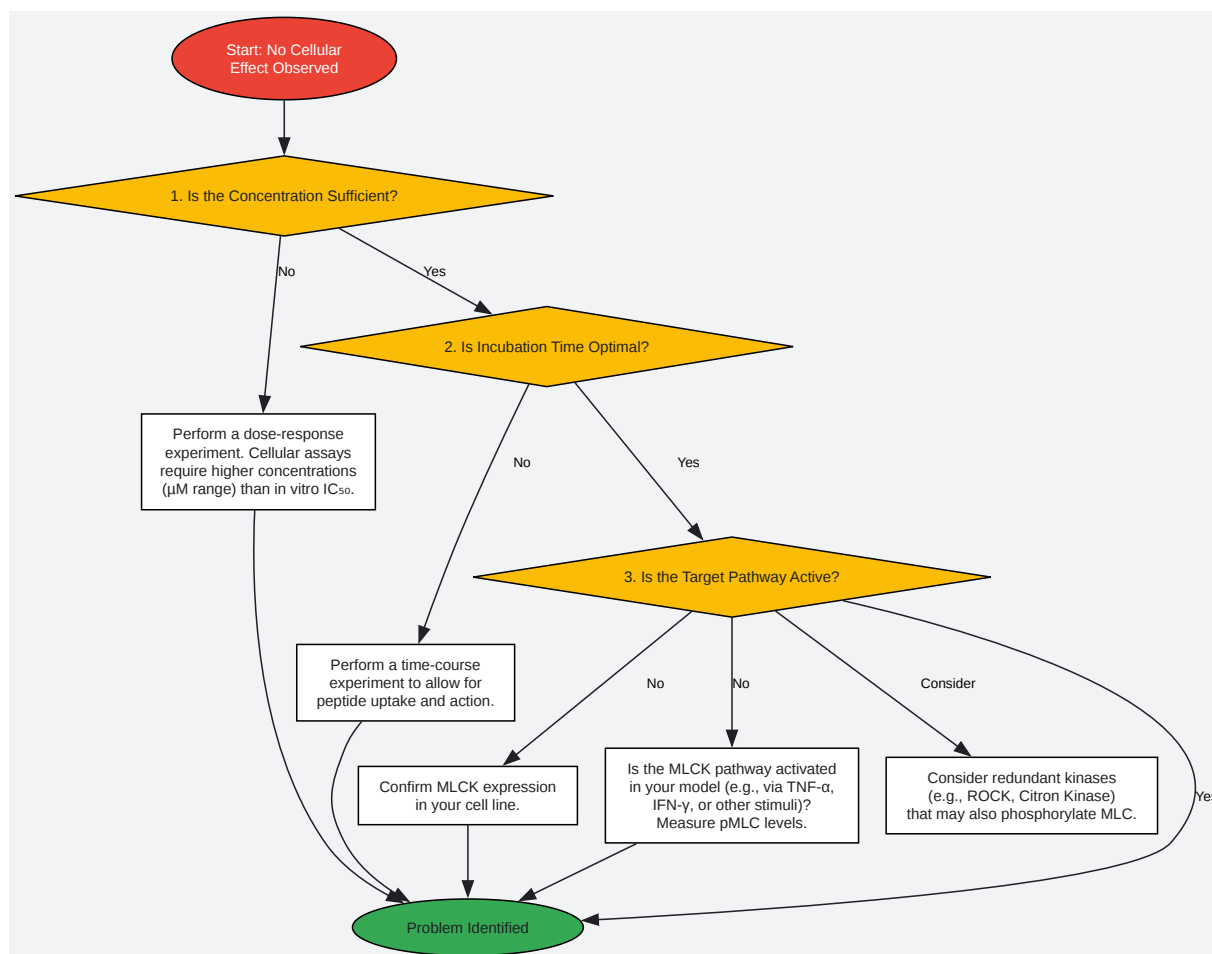 Start: No Cellular
Effect Observed
1. Is the Concentration Sufficient?
No
Yes
2. Is Incubation Time Optimal?
Perform a dose-response
experiment. Cellular assays
require higher concentrations
(µM range) than in vitro IC₅₀.
No
Yes
3. Is the Target Pathway Active?
Perform a time-course
experiment to allow for
peptide uptake and action.
No
No
Consider
Confirm MLCK expression
in your cell line.
Is the MLCK pathway activated
in your model (e.g., via TNF-α,
IFN-γ, or other stimuli)?
Measure pMLC levels.
Consider redundant kinases
(e.g., ROCK, Citron Kinase)
that may also phosphorylate MLC.
Yes
Problem Identified